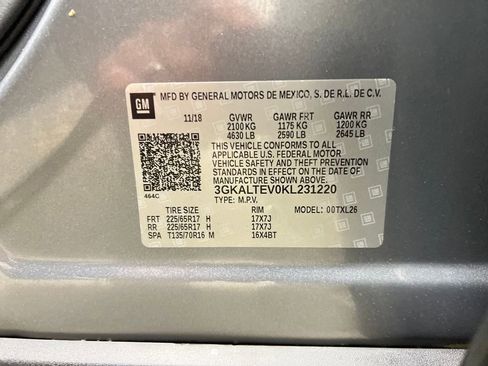 GM
MFD BY GENERAL MOTORS DE MEXICO, S. DE R.L. DE C.V.
11/18 GVWR GAWR FRT GAWR RR
2100 KG 1175 KG 1200 KG
4630 LB 2590 LB 2645 LB
THIS VEHICLE CONFORMS TO ALL
APPLICABLE U.S. FEDERAL MOTOR
VEHICLE SAFETY AND THEFT PREVENTION
STANDARDS IN EFFECT ON THE DATE OF
MANUFACTURE SHOWN ABOVE.
464C 3GKALTEV0KL231220
TYPE: M.P.V. MODEL: 00TXL26
TIRE SIZE RIM
FRT 225/65R17 H 17X7J
RR 225/65R17 H 17X7J
SPA T135/70R16 M 16X4BT